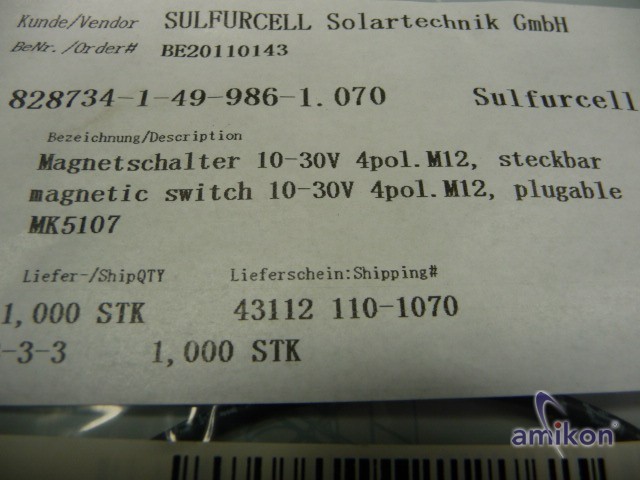 Kunde/Vendor SULFURCELL Solartechnik GmbH
BeNr./Order# BE20110143
828734-1-49-986-1.070 Sulfurcell
Bezeichnung/Description
Magnetschalter 10-30V 4pol.M12, steckbar
magnetic switch 10-30V 4pol.M12, plugable
MK5107
Liefer-/ShipQTY Lieferschein:Shipping#
1,000 STK 43112 110-1070
-3-3 1,000 STK
amikon